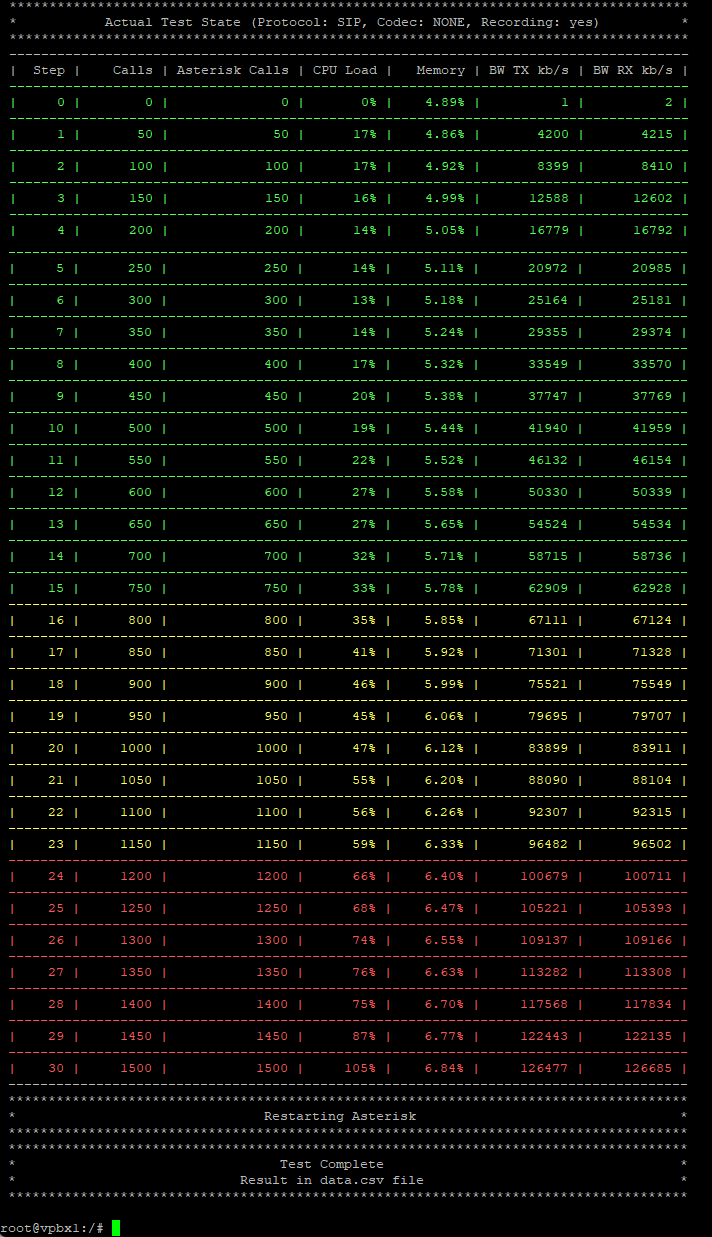 *************************************************************************************
* Actual Test State (Protocol: SIP, Codec: NONE, Recording: yes) *
*************************************************************************************
-------------------------------------------------------------------------------------
| Step | Calls | Asterisk Calls | CPU Load | Memory | BW TX kb/s | BW RX kb/s |
-------------------------------------------------------------------------------------
| 0 | 0 | 0 | 0% | 4.89% | 1 | 2 |
-------------------------------------------------------------------------------------
| 1 | 50 | 50 | 17% | 4.86% | 4200 | 4215 |
-------------------------------------------------------------------------------------
| 2 | 100 | 100 | 17% | 4.92% | 8399 | 8410 |
-------------------------------------------------------------------------------------
| 3 | 150 | 150 | 16% | 4.99% | 12588 | 12602 |
-------------------------------------------------------------------------------------
| 4 | 200 | 200 | 14% | 5.05% | 16779 | 16792 |
-------------------------------------------------------------------------------------
| 5 | 250 | 250 | 14% | 5.11% | 20972 | 20985 |
-------------------------------------------------------------------------------------
| 6 | 300 | 300 | 13% | 5.18% | 25164 | 25181 |
-------------------------------------------------------------------------------------
| 7 | 350 | 350 | 14% | 5.24% | 29355 | 29374 |
-------------------------------------------------------------------------------------
| 8 | 400 | 400 | 17% | 5.32% | 33549 | 33570 |
-------------------------------------------------------------------------------------
| 9 | 450 | 450 | 20% | 5.38% | 37747 | 37769 |
-------------------------------------------------------------------------------------
| 10 | 500 | 500 | 19% | 5.44% | 41940 | 41959 |
-------------------------------------------------------------------------------------
| 11 | 550 | 550 | 22% | 5.52% | 46132 | 46154 |
-------------------------------------------------------------------------------------
| 12 | 600 | 600 | 27% | 5.58% | 50330 | 50339 |
-------------------------------------------------------------------------------------
| 13 | 650 | 650 | 27% | 5.65% | 54524 | 54534 |
-------------------------------------------------------------------------------------
| 14 | 700 | 700 | 32% | 5.71% | 58715 | 58736 |
-------------------------------------------------------------------------------------
| 15 | 750 | 750 | 33% | 5.78% | 62909 | 62928 |
-------------------------------------------------------------------------------------
| 16 | 800 | 800 | 35% | 5.85% | 67111 | 67124 |
-------------------------------------------------------------------------------------
| 17 | 850 | 850 | 41% | 5.92% | 71301 | 71328 |
-------------------------------------------------------------------------------------
| 18 | 900 | 900 | 46% | 5.99% | 75521 | 75549 |
-------------------------------------------------------------------------------------
| 19 | 950 | 950 | 45% | 6.06% | 79695 | 79707 |
-------------------------------------------------------------------------------------
| 20 | 1000 | 1000 | 47% | 6.12% | 83899 | 83911 |
-------------------------------------------------------------------------------------
| 21 | 1050 | 1050 | 55% | 6.20% | 88090 | 88104 |
-------------------------------------------------------------------------------------
| 22 | 1100 | 1100 | 56% | 6.26% | 92307 | 92315 |
-------------------------------------------------------------------------------------
| 23 | 1150 | 1150 | 59% | 6.33% | 96482 | 96502 |
-------------------------------------------------------------------------------------
| 24 | 1200 | 1200 | 66% | 6.40% | 100679 | 100711 |
-------------------------------------------------------------------------------------
| 25 | 1250 | 1250 | 68% | 6.47% | 105221 | 105393 |
-------------------------------------------------------------------------------------
| 26 | 1300 | 1300 | 74% | 6.55% | 109137 | 109166 |
-------------------------------------------------------------------------------------
| 27 | 1350 | 1350 | 76% | 6.63% | 113282 | 113308 |
-------------------------------------------------------------------------------------
| 28 | 1400 | 1400 | 75% | 6.70% | 117568 | 117834 |
-------------------------------------------------------------------------------------
| 29 | 1450 | 1450 | 87% | 6.77% | 122443 | 122135 |
-------------------------------------------------------------------------------------
| 30 | 1500 | 1500 | 105% | 6.84% | 126477 | 126685 |
-------------------------------------------------------------------------------------
*************************************************************************************
* Restarting Asterisk *
*************************************************************************************
*************************************************************************************
* Test Complete *
* Result in data.csv file *
*************************************************************************************
root@vpbx1:/#